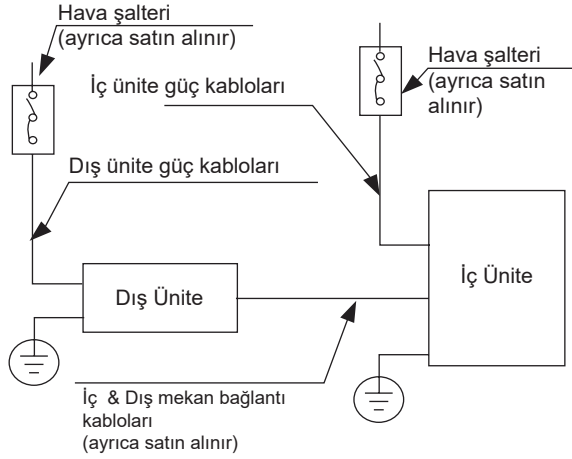 Hava şalteri
(ayrıca satın alınır)
Hava şalteri
(ayrıca satın
alınır)
İç ünite güç kabloları
Dış ünite güç kabloları
Dış Ünite
İç Ünite
İç & Dış mekan bağlantı
kabloları
(ayrıca satın alınır)